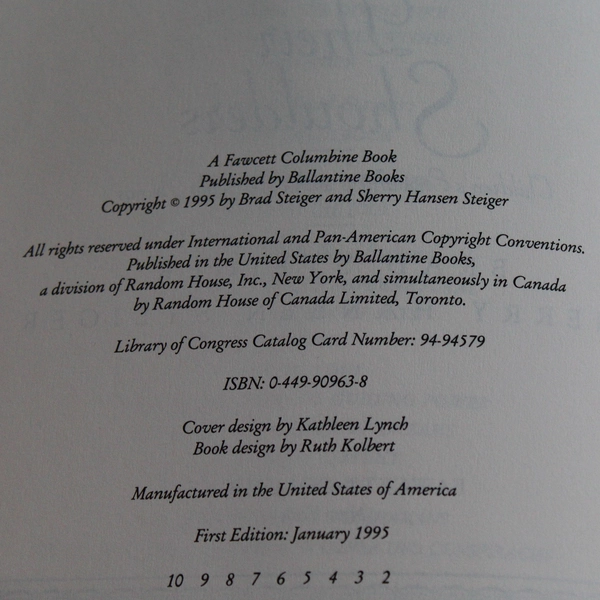 A Fawcett Columbine Book
Published by Ballantine Books
Copyright © 1995 by Brad Steiger and Sherry Hansen Steiger
All rights reserved under International and Pan-American Copyright Conventions.
Published in the United States by Ballantine Books,
a division of Random House, Inc., New York, and simultaneously in Canada
by Random House of Canada Limited, Toronto.
Library of Congress Catalog Card Number: 94-94579
ISBN: 0-449-90963-8
Cover design by Kathleen Lynch
Book design by Ruth Kolbert
Manufactured in the United States of America
First Edition: January 1995
10 9 8 7 6 5 4 3 2